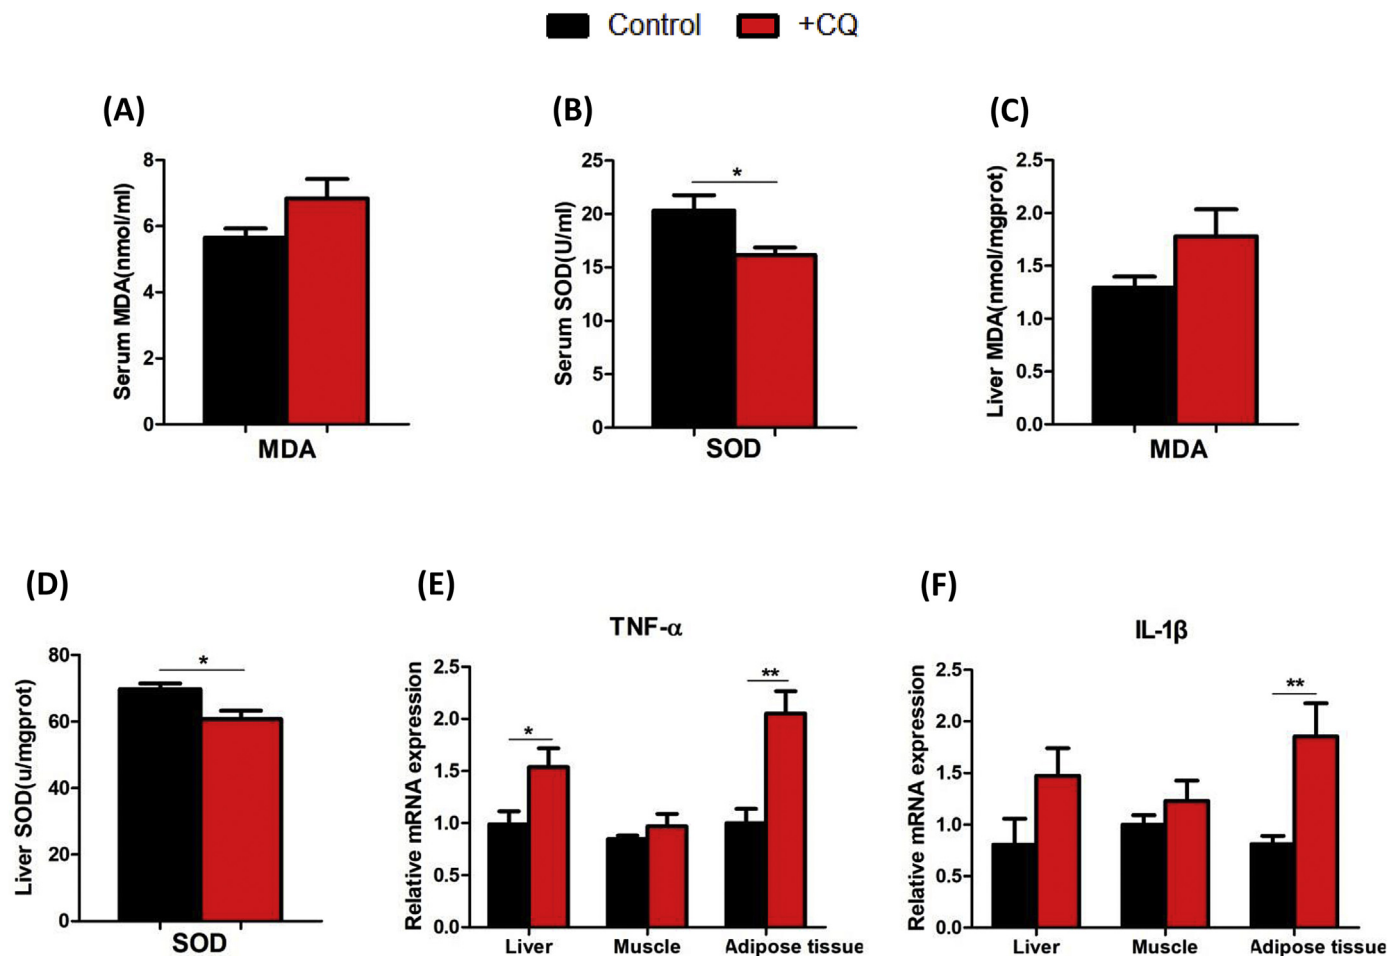 Control +CQ
(A)
Serum MDA(nmol/ml)
8
6
4
2
0
MDA
(B)
Serum SOD(U/ml)
25
20
15
10
5
0
*
SOD
(C)
Liver MDA(nmol/mgprot)
2.5
2.0
1.5
1.0
0.5
0.0
MDA
(D)
Liver SOD(u/mgprot)
80
60
40
20
0
*
SOD
(E)
TNF-α
Relative mRNA expression
2.5
2.0
1.5
1.0
0.5
0.0
*
**
Liver Muscle Adipose tissue
(F)
IL-1β
Relative mRNA expression
2.5
2.0
1.5
1.0
0.5
0.0
**
Liver Muscle Adipose tissue